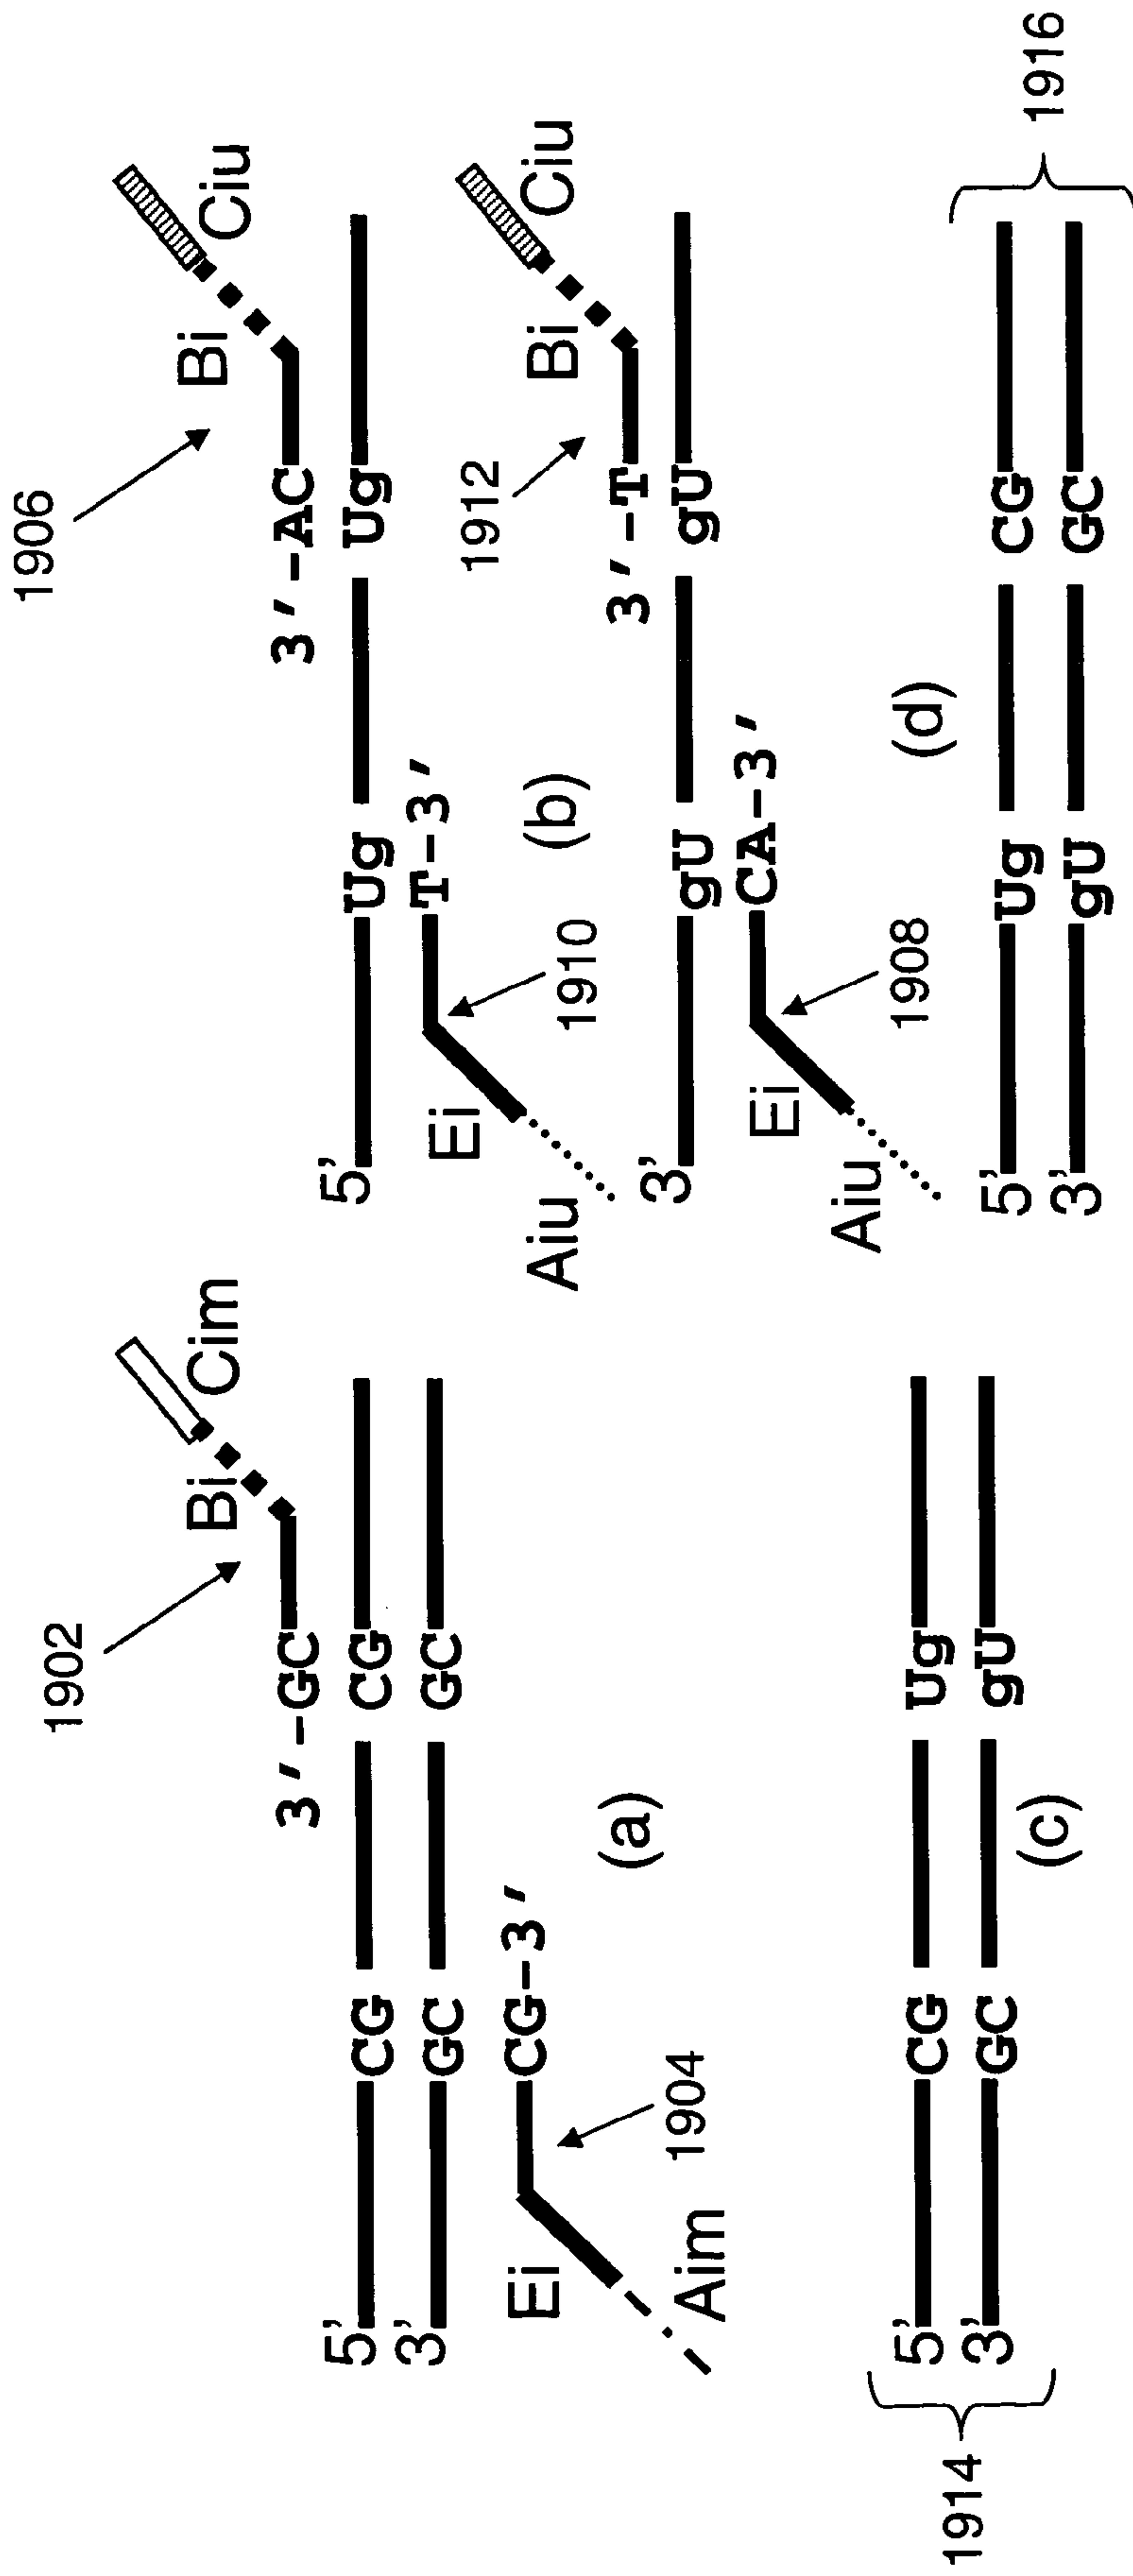 1902
Bi Cim
3'-GC
5' CG CG
3' GC GC
CG-3'
Ei
1904
Aim
(a)
1906
Bi Ciu
3'-AC
5' Ug Ug
T-3'
Ei
1910
Aiu
(b)
1912
Bi Ciu
3'-T
3' gU gU
CA-3'
Ei
1908
Aiu
1914
5' CG Ug
3' GC gU
(c)
(d)
5' Ug CG
3' gU GC
1916